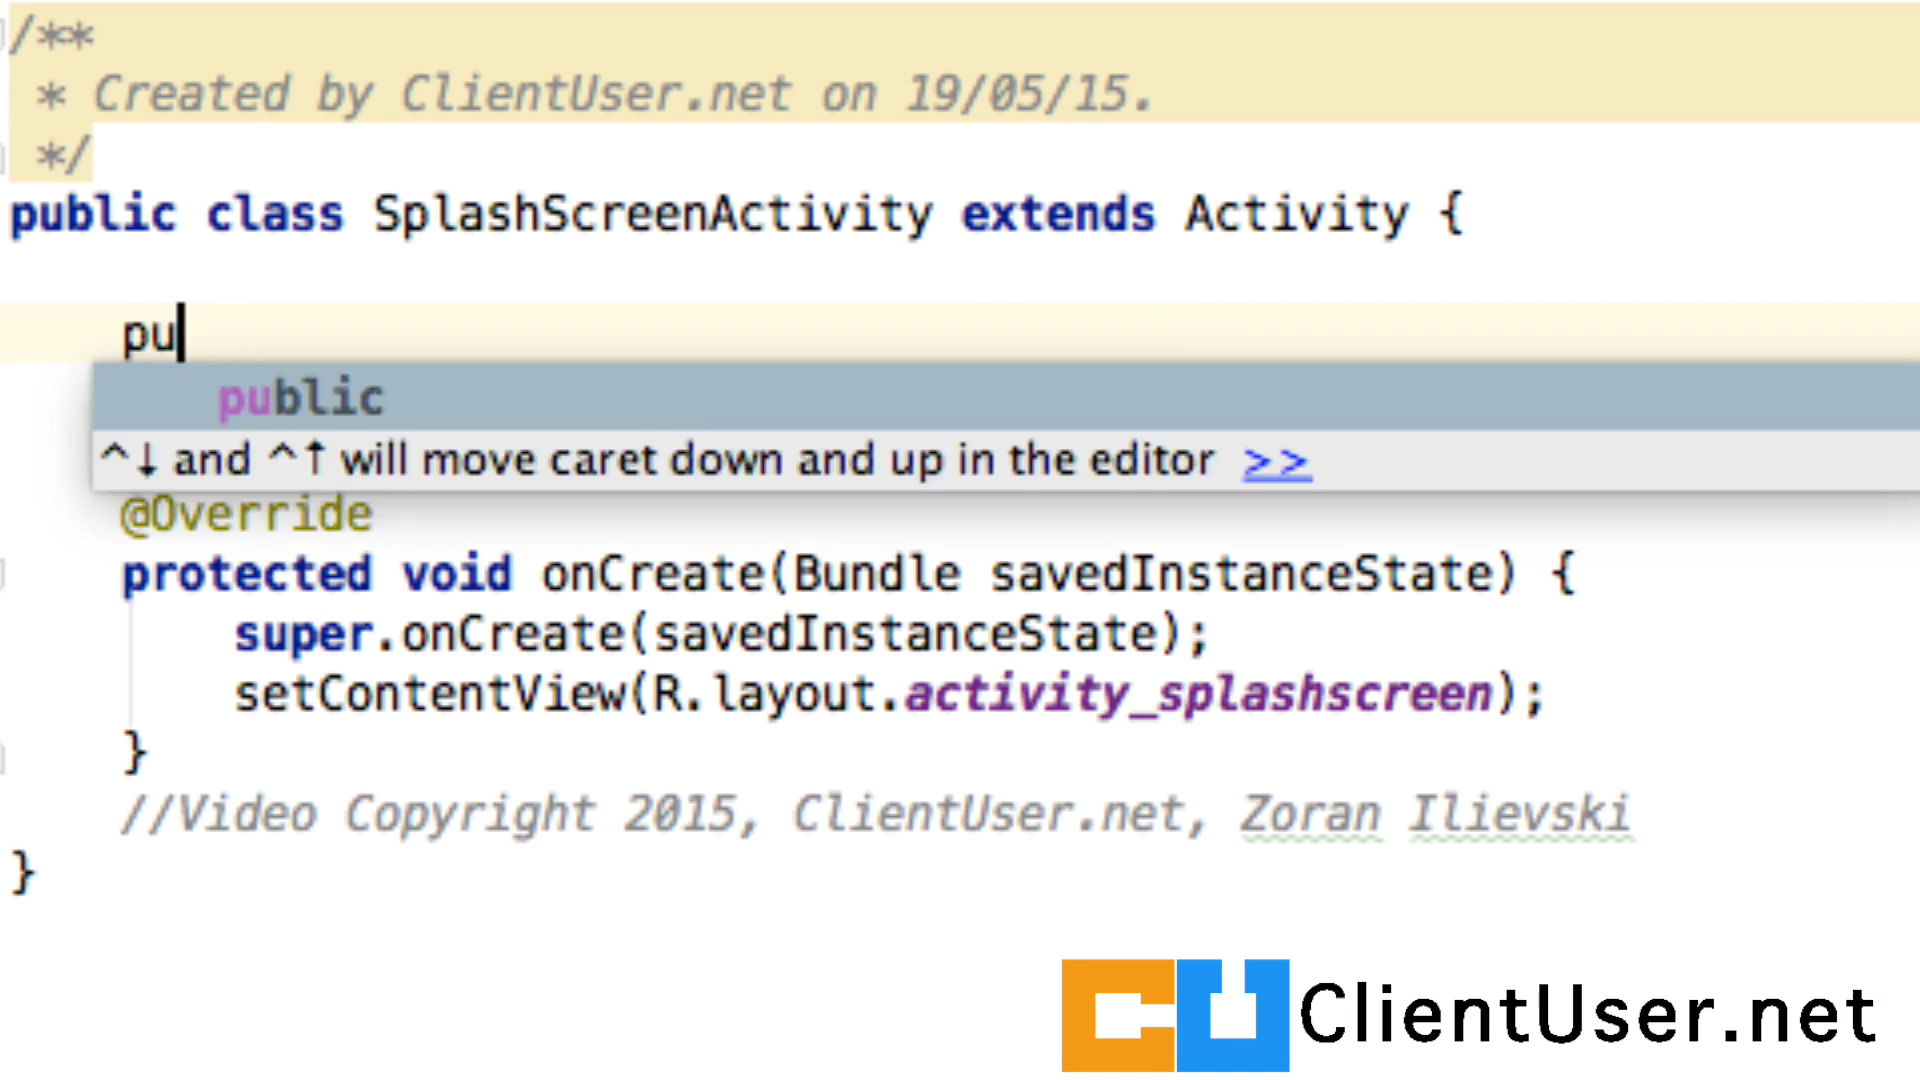 /**
* Created by ClientUser.net on 19/05/15.
*/
public class SplashScreenActivity extends Activity {
pu
public
^↓ and ^↑ will move caret down and up in the editor >>
@Override
protected void onCreate(Bundle savedInstanceState) {
super.onCreate(savedInstanceState);
setContentView(R.layout.activity_splashscreen);
}
//Video Copyright 2015, ClientUser.net, Zoran Ilievski
}
CU ClientUser.net